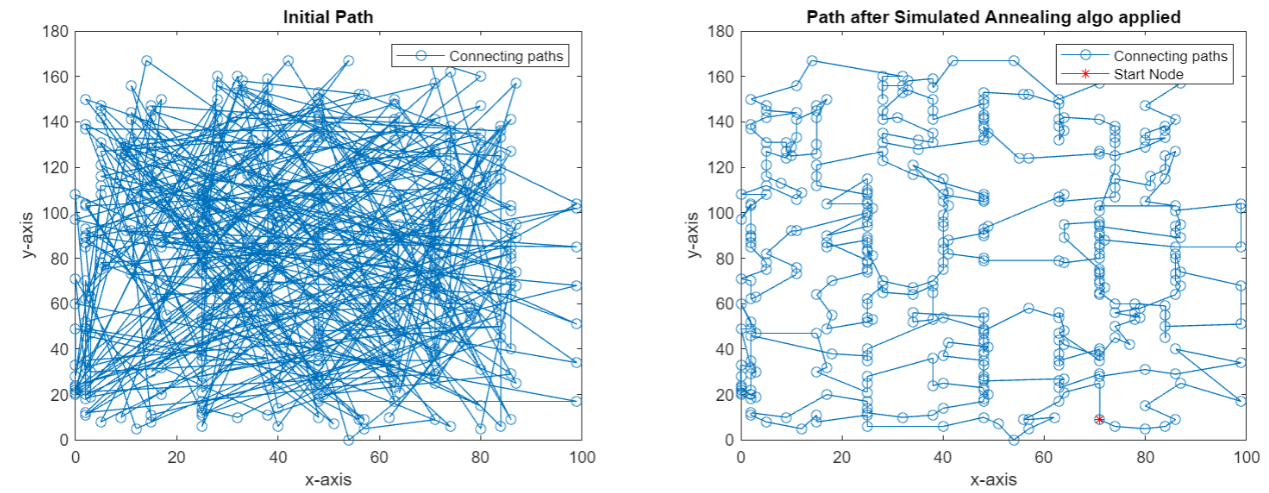 Initial Path
180
160
140
120
100
80
60
40
20
0
y-axis
0 20 40 60 80 100
x-axis
Connecting paths
Path after Simulated Annealing algo applied
180
160
140
120
100
80
60
40
20
0
y-axis
0 20 40 60 80 100
x-axis
Connecting paths
Start Node